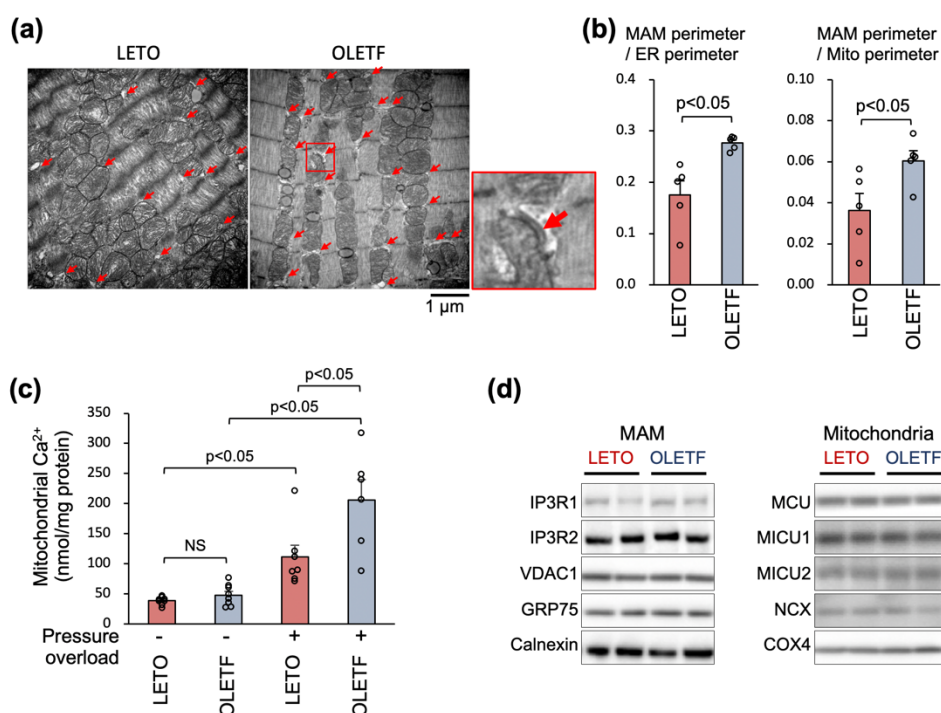 (a)
LETO
OLETF
1 µm
(b)
MAM perimeter
/ ER perimeter
p<0.05
0.4
0.3
0.2
0.1
0.0
LETO
OLETF
MAM perimeter
/ Mito perimeter
p<0.05
0.10
0.08
0.06
0.04
0.02
0.00
LETO
OLETF
(c)
Mitochondrial Ca²⁺
(nmol/mg protein)
350
300
250
200
150
100
50
0
p<0.05
p<0.05
p<0.05
NS
Pressure
overload
- - + +
LETO
OLETF
LETO
OLETF
(d)
MAM
LETO OLETF
IP3R1
IP3R2
VDAC1
GRP75
Calnexin
Mitochondria
LETO OLETF
MCU
MICU1
MICU2
NCX
COX4